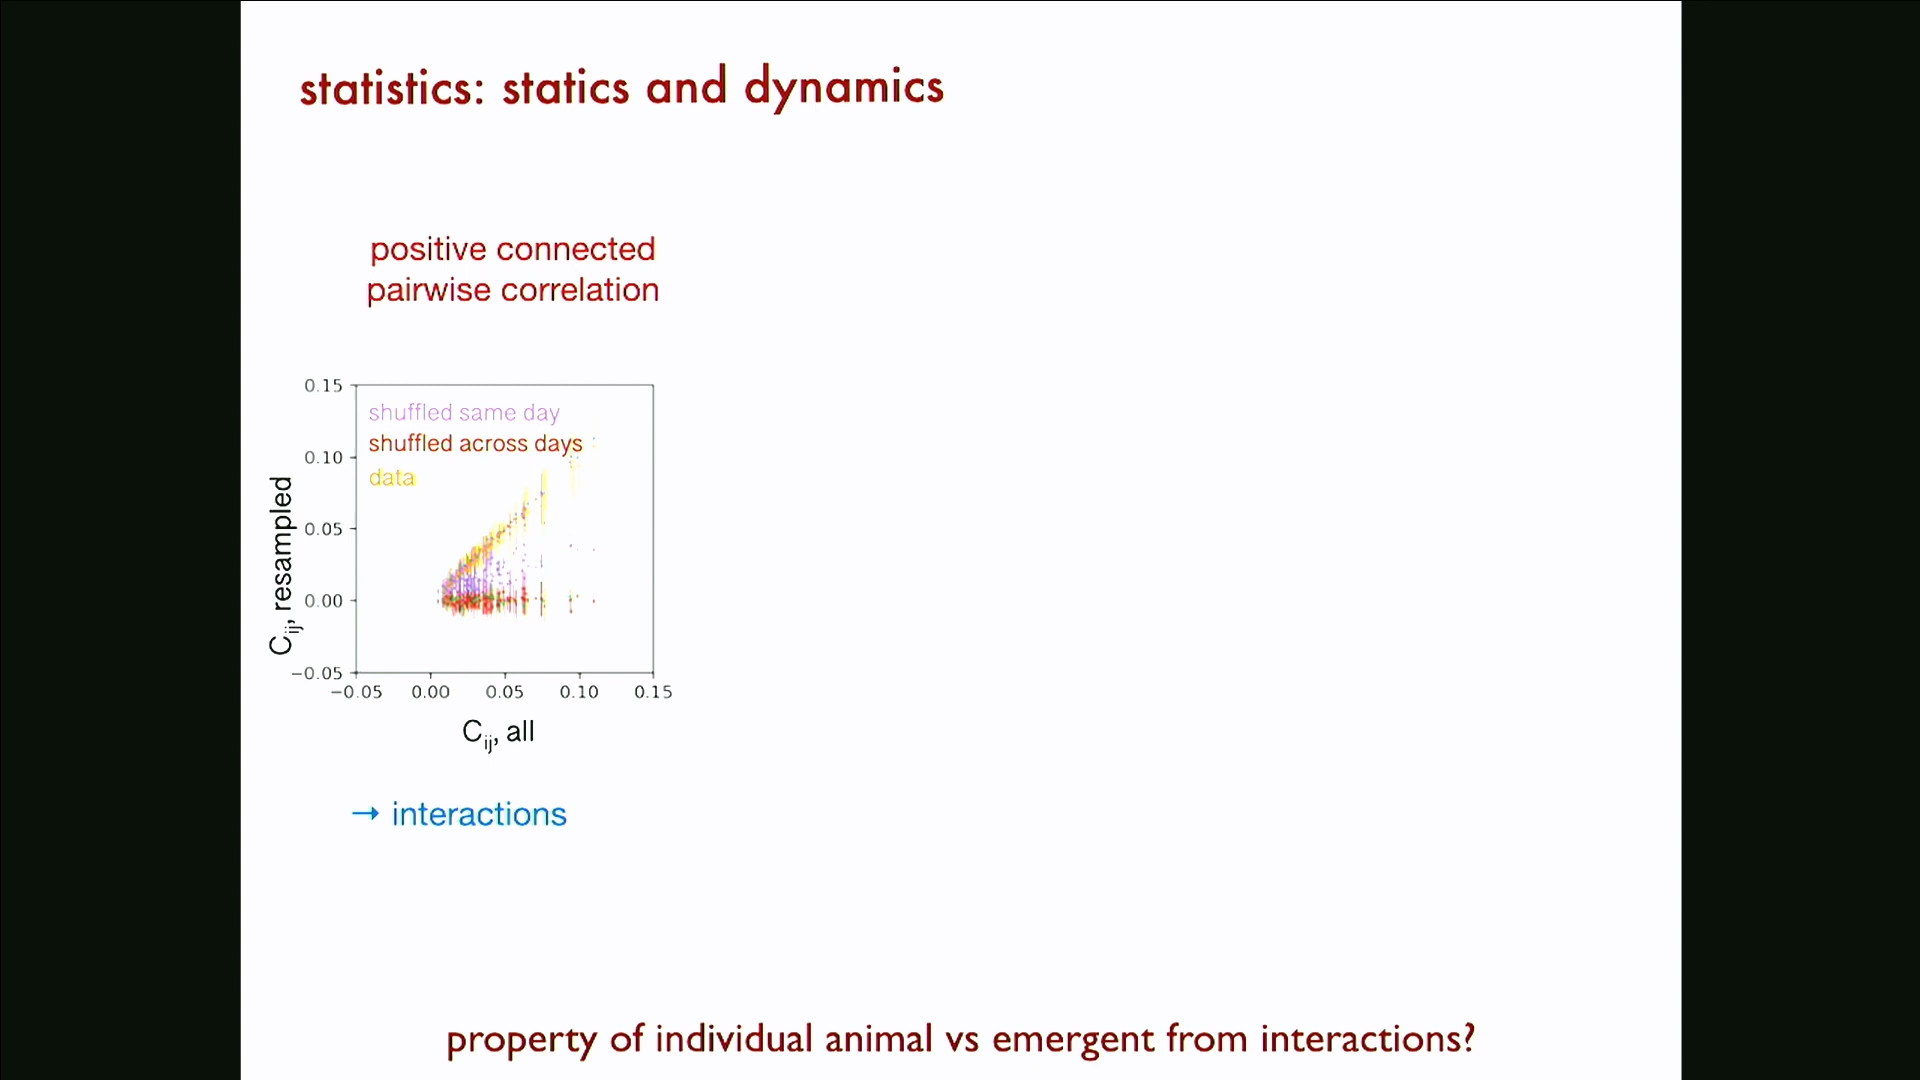 statistics: statics and dynamics
positive connected
pairwise correlation
0.15
0.10
0.05
0.00
−0.05
shuffled same day
shuffled across days
data
Cij, resampled
−0.05 0.00 0.05 0.10 0.15
Cij, all
→ interactions
property of individual animal vs emergent from interactions?